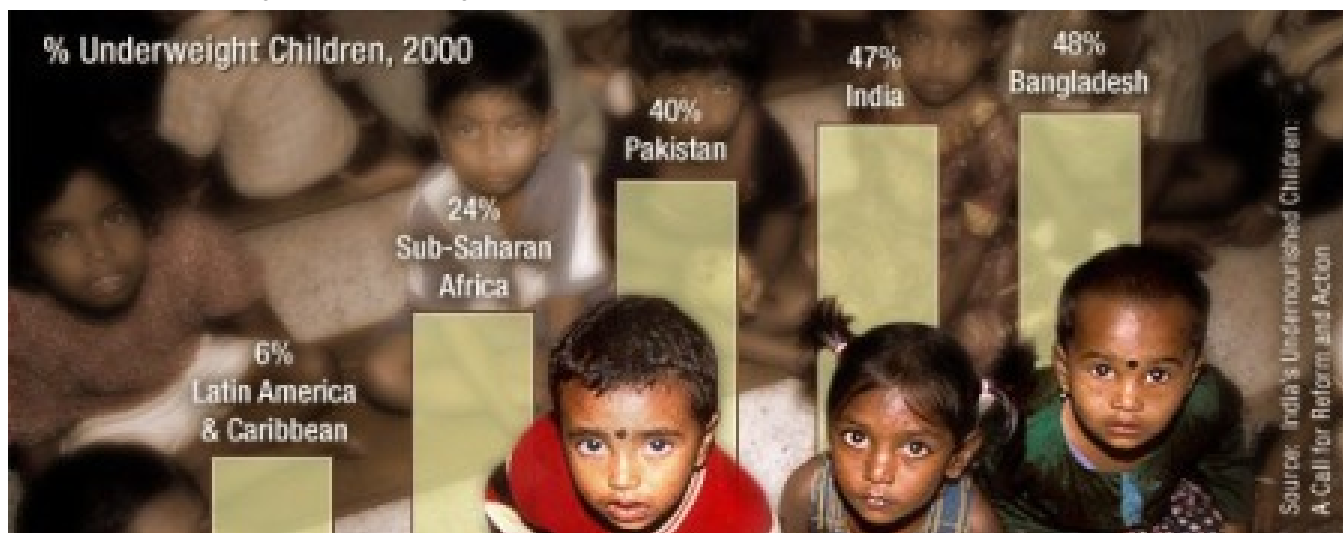 % Underweight Children, 2000
6%
Latin America
& Caribbean
24%
Sub-Saharan
Africa
40%
Pakistan
47%
India
48%
Bangladesh
Source: India's Undernourished Children:
A Call for Reform and Action